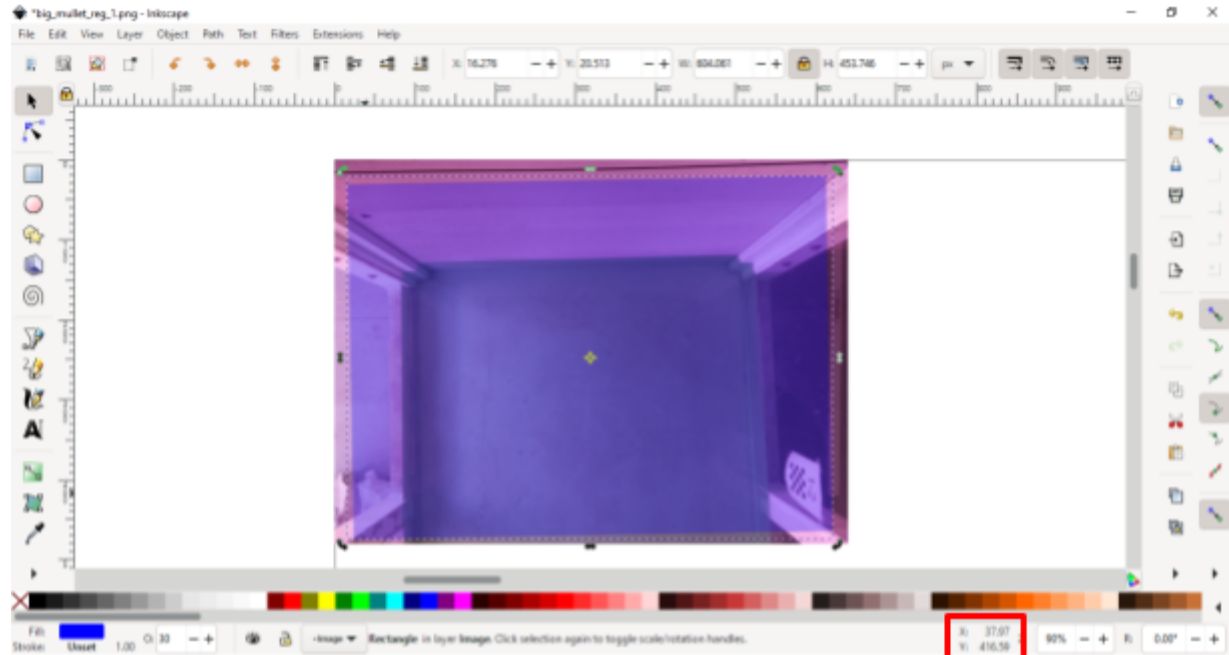 *big_mullet_reg_1.png - Inkscape
File Edit View Layer Object Path Text Filters Extensions Help
X: 16.276 − + Y: 20.513 − + W: 604.061 − + H: 453.746 − + px
Fill: O: 30 − + -Image Rectangle in layer Image. Click selection again to toggle scale/rotation handles. X: 37.97 90% − + R: 0.00° − +
Stroke: Unset 1.00 Y: 416.59